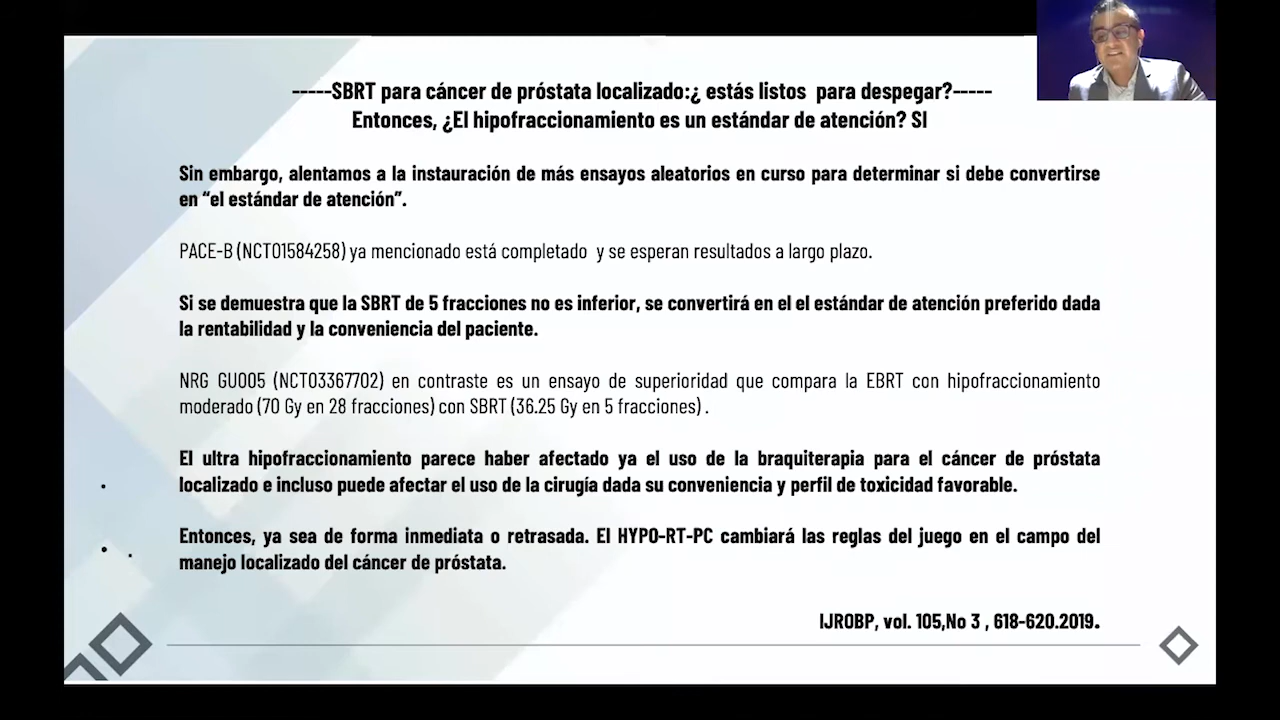 -----SBRT para cáncer de próstata localizado:¿ estás listos para despegar?-----
Entonces, ¿El hipofraccionamiento es un estándar de atención? SI
Sin embargo, alentamos a la instauración de más ensayos aleatorios en curso para determinar si debe convertirse
en “el estándar de atención”.
PACE-B (NCT01584258) ya mencionado está completado y se esperan resultados a largo plazo.
Si se demuestra que la SBRT de 5 fracciones no es inferior, se convertirá en el el estándar de atención preferido dada
la rentabilidad y la conveniencia del paciente.
NRG GU005 (NCT03367702) en contraste es un ensayo de superioridad que compara la EBRT con hipofraccionamiento
moderado (70 Gy en 28 fracciones) con SBRT (36.25 Gy en 5 fracciones) .
El ultra hipofraccionamiento parece haber afectado ya el uso de la braquiterapia para el cáncer de próstata
localizado e incluso puede afectar el uso de la cirugía dada su conveniencia y perfil de toxicidad favorable.
Entonces, ya sea de forma inmediata o retrasada. El HYPO-RT-PC cambiará las reglas del juego en el campo del
manejo localizado del cáncer de próstata.
IJROBP, vol. 105,No 3 , 618-620.2019.